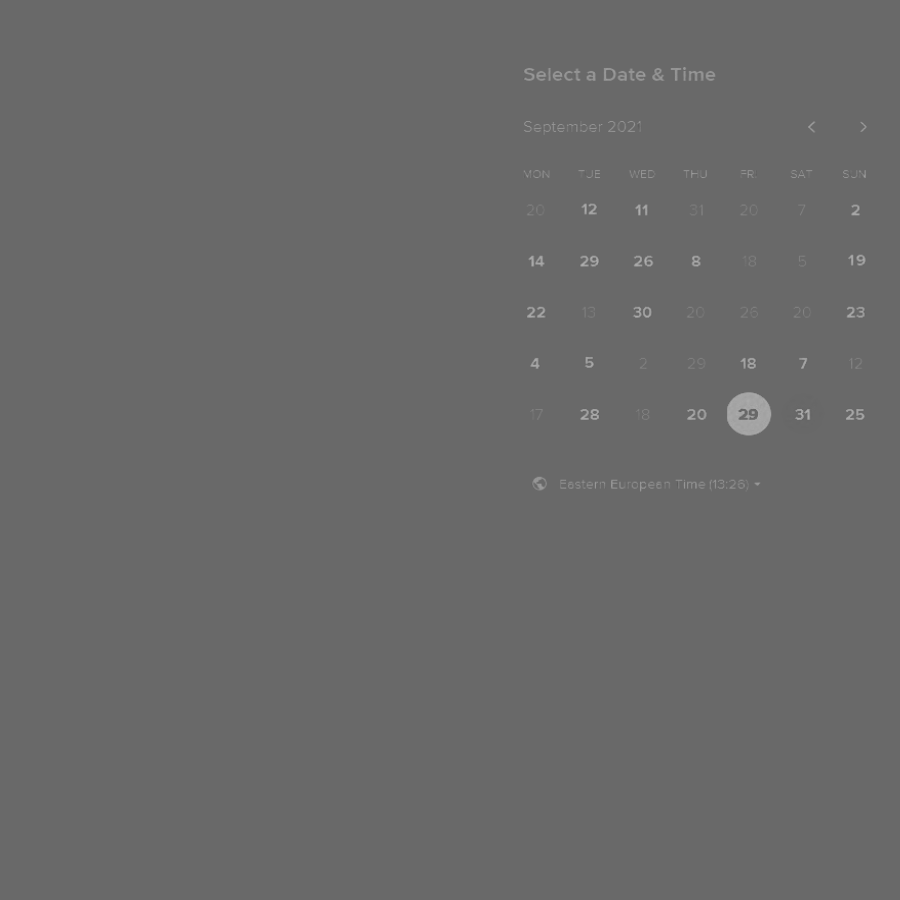 Select a Date & Time
September 2021
MON TUE WED THU FR. SAT SUN
20 12 11 31 20 7 2
14 29 26 8 18 5 19
22 13 30 20 26 20 23
4 5 2 29 18 7 12
17 28 18 20 29 31 25
Eastern European Time (13:26)